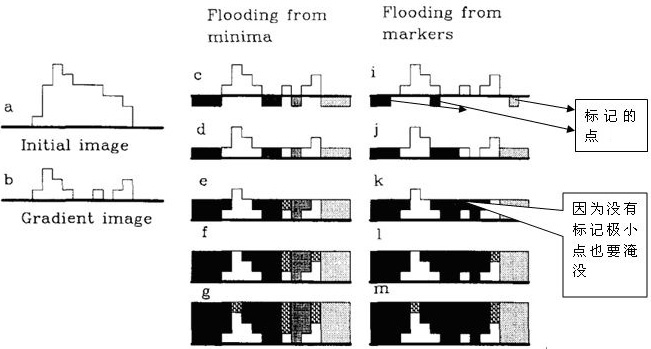 Flooding from
minima
Flooding from
markers
a
Initial image
b
Gradient image
c
d
e
f
g
i
j
k
l
m
标记的
点
因为没有
标记极小
点也要淹
没